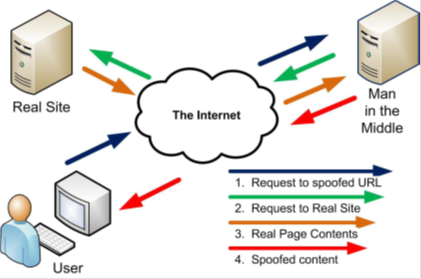 Real Site
The Internet
Man
in the
Middle
User
1. Request to spoofed URL
2. Request to Real Site
3. Real Page Contents
4. Spoofed content